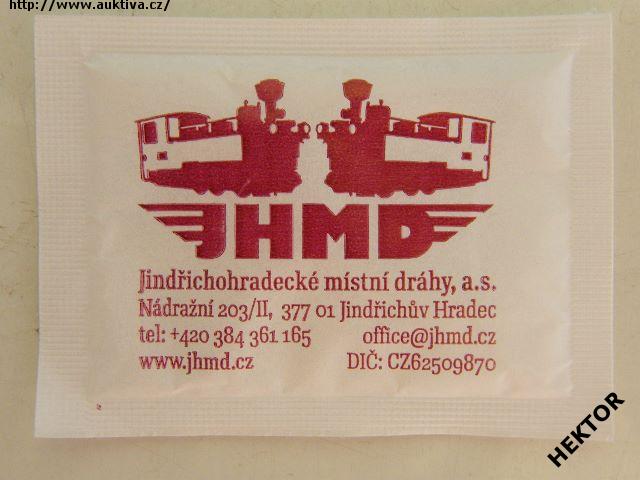 http://www.auktiva.cz/
JHMD
Jindřichohradecké místní dráhy, a.s.
Nádražní 203/II, 377 01 Jindřichův Hradec
tel: +420 384 361 165 office@jhmd.cz
www.jhmd.cz DIČ: CZ62509870
HEKTOR